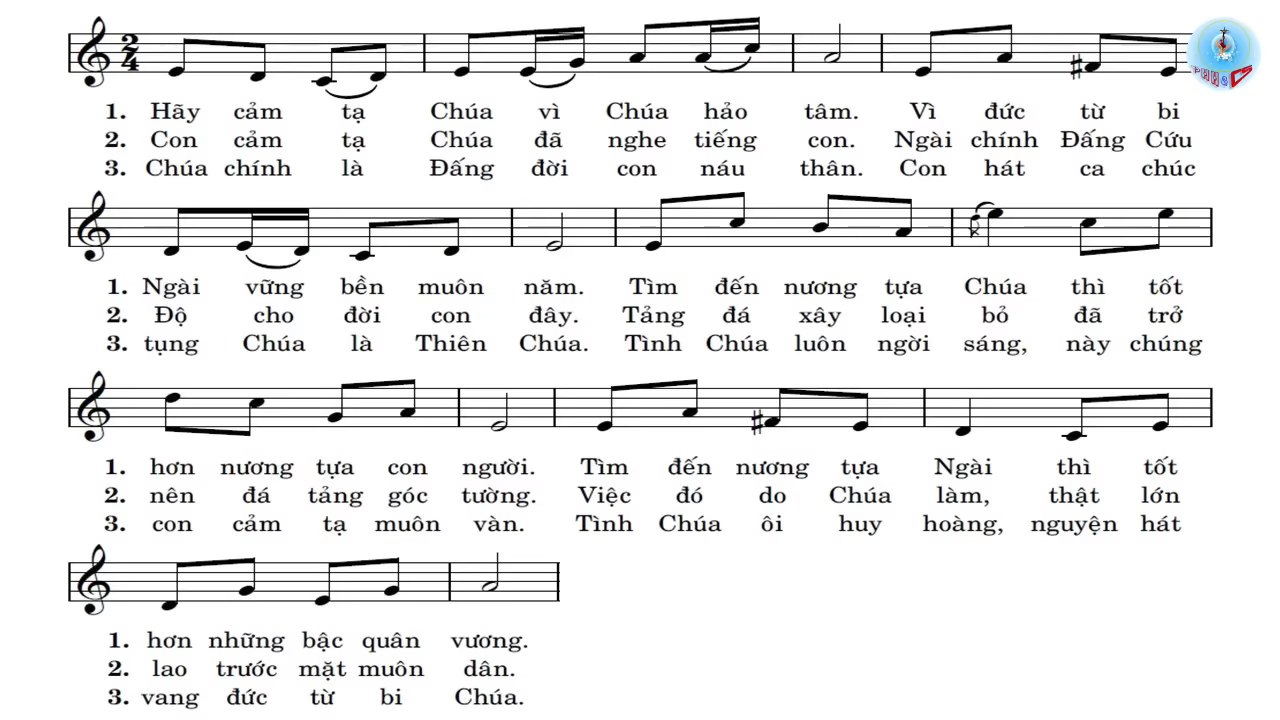 2
4
1. Hãy cảm tạ Chúa vì Chúa hảo tâm. Vì đức từ bi
2. Con cảm tạ Chúa đã nghe tiếng con. Ngài chính Đấng Cứu
3. Chúa chính là Đấng đời con náu thân. Con hát ca chúc
1. Ngài vững bền muôn năm. Tìm đến nương tựa Chúa thì tốt
2. Độ cho đời con đây. Tảng đá xây loại bỏ đã trở
3. tụng Chúa là Thiên Chúa. Tình Chúa luôn ngời sáng, này chúng
1. hơn nương tựa con người. Tìm đến nương tựa Ngài thì tốt
2. nên đá tảng góc tường. Việc đó do Chúa làm, thật lớn
3. con cảm tạ muôn vàn. Tình Chúa ôi huy hoàng, nguyện hát
1. hơn những bậc quân vương.
2. lao trước mặt muôn dân.
3. vang đức từ bi Chúa.